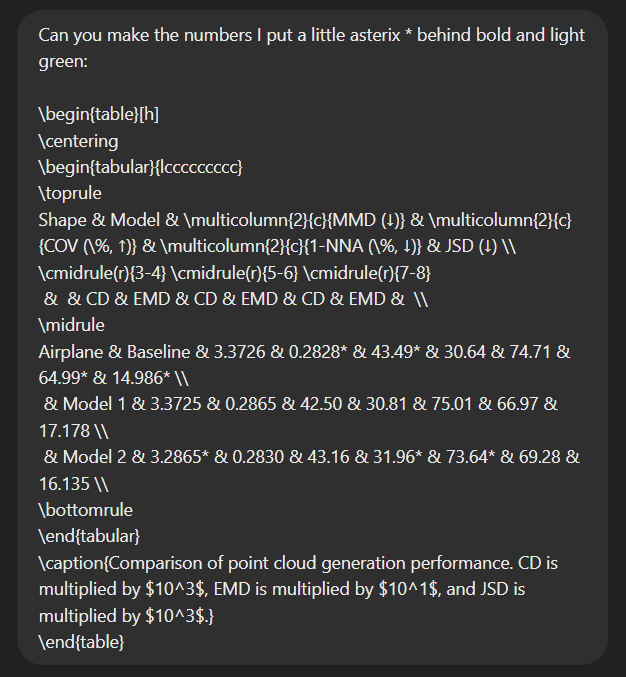 Can you make the numbers I put a little asterix * behind bold and light
green:
\begin{table}[h]
\centering
\begin{tabular}{lccccccccc}
\toprule
Shape & Model & \multicolumn{2}{c}{MMD (↓)} & \multicolumn{2}{c}
{COV (\%, ↑)} & \multicolumn{2}{c}{1-NNA (\%, ↓)} & JSD (↓) \\
\cmidrule(r){3-4} \cmidrule(r){5-6} \cmidrule(r){7-8}
& & CD & EMD & CD & EMD & CD & EMD & \\
\midrule
Airplane & Baseline & 3.3726 & 0.2828* & 43.49* & 30.64 & 74.71 &
64.99* & 14.986* \\
& Model 1 & 3.3725 & 0.2865 & 42.50 & 30.81 & 75.01 & 66.97 &
17.178 \\
& Model 2 & 3.2865* & 0.2830 & 43.16 & 31.96* & 73.64* & 69.28 &
16.135 \\
\bottomrule
\end{tabular}
\caption{Comparison of point cloud generation performance. CD is
multiplied by $10^3$, EMD is multiplied by $10^1$, and JSD is
multiplied by $10^3$.}
\end{table}